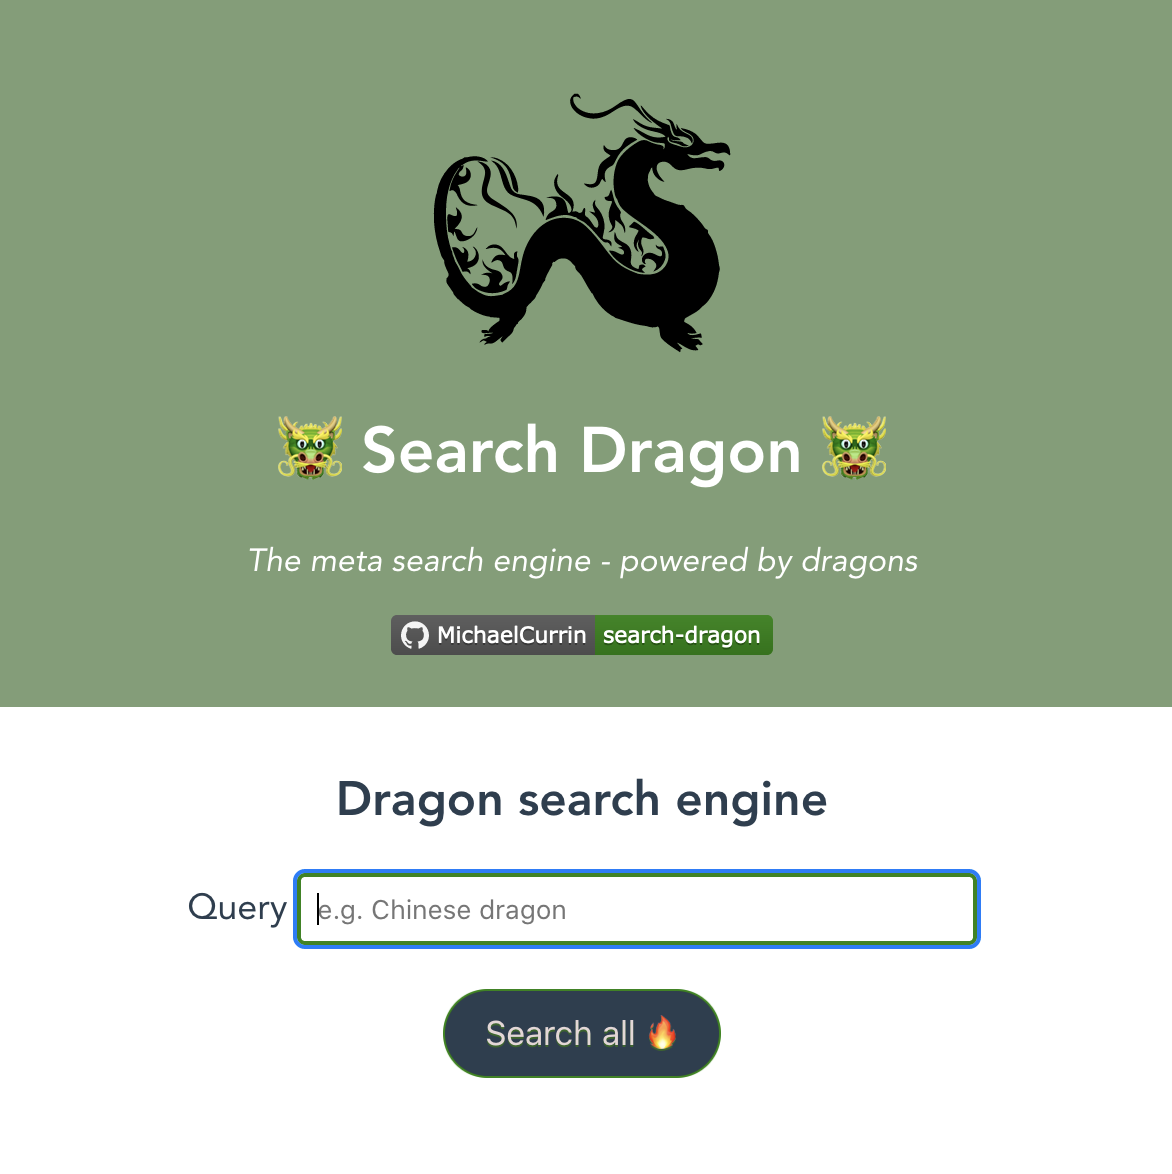 🐲 Search Dragon 🐲
The meta search engine - powered by dragons
MichaelCurrin search-dragon
Dragon search engine
Query e.g. Chinese dragon
Search all 🔥